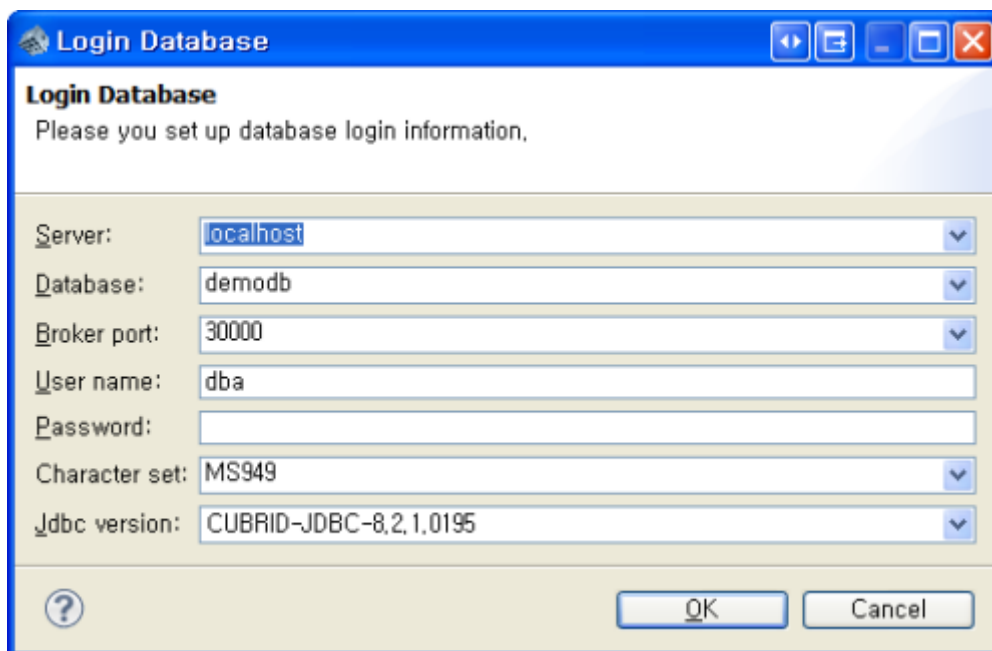 Login Database
Login Database
Please you set up database login information,
Server: localhost
Database: demodb
Broker port: 30000
User name: dba
Password:
Character set: MS949
Jdbc version: CUBRID-JDBC-8,2,1,0195
? OK Cancel